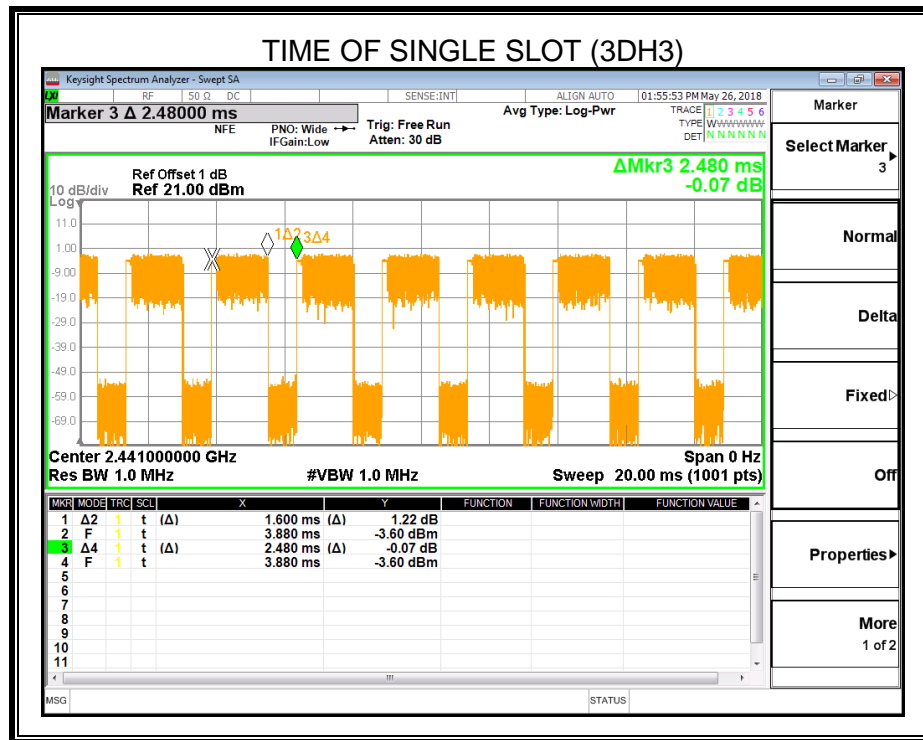 TIME OF SINGLE SLOT (3DH3)
Keysight Spectrum Analyzer - Swept SA
LXI RF 50 Ω DC SENSE:INT ALIGN AUTO 01:55:53 PM May 26, 2018
Marker 3 Δ 2.48000 ms
NFE
PNO: Wide
IFGain:Low
Trig: Free Run
Atten: 30 dB
Avg Type: Log-Pwr
TRACE 1 2 3 4 5 6
TYPE WWWWWW
DET N N N N N N
ΔMkr3 2.480 ms
-0.07 dB
10 dB/div
Log
Ref Offset 1 dB
Ref 21.00 dBm
11.0
1.00
-9.00
-19.0
-29.0
-39.0
-49.0
-59.0
-69.0
1Δ2
3Δ4
Center 2.441000000 GHz Span 0 Hz
Res BW 1.0 MHz #VBW 1.0 MHz Sweep 20.00 ms (1001 pts)
MKR MODE TRC SCL X Y FUNCTION FUNCTION WIDTH FUNCTION VALUE
1 Δ2 1 t (Δ) 1.600 ms (Δ) 1.22 dB
2 F 1 t 3.880 ms -3.60 dBm
3 Δ4 1 t (Δ) 2.480 ms (Δ) -0.07 dB
4 F 1 t 3.880 ms -3.60 dBm
5
6
7
8
9
10
11
MSG STATUS
Marker
Select Marker
3
Normal
Delta
Fixed
Off
Properties
More
1 of 2